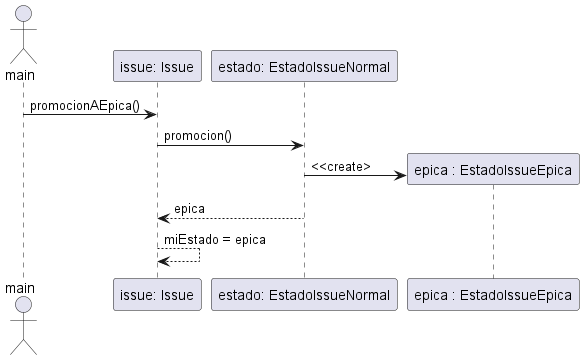 main
issue: Issue
estado: EstadoIssueNormal
promocionAEpica()
promocion()
<<create>
epica : EstadoIssueEpica
epica
miEstado = epica
main
issue: Issue
estado: EstadoIssueNormal
epica : EstadoIssueEpica